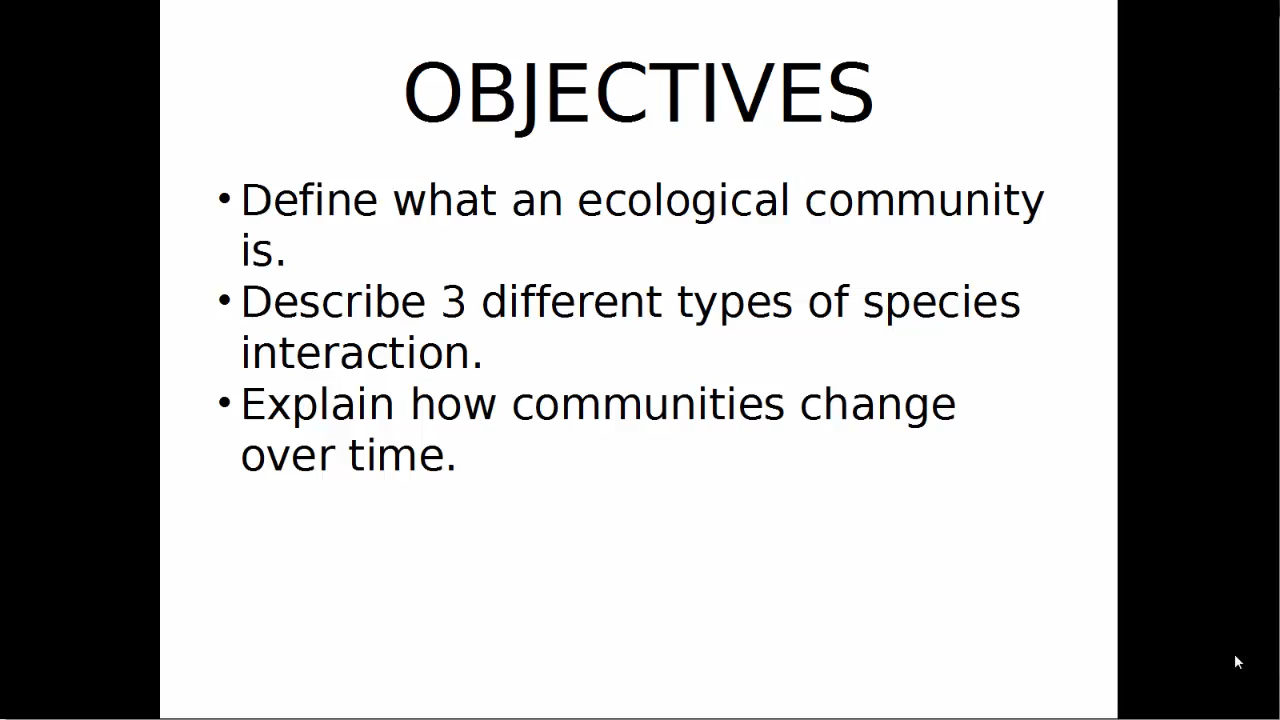 OBJECTIVES
• Define what an ecological community
is.
• Describe 3 different types of species
interaction.
• Explain how communities change
over time.